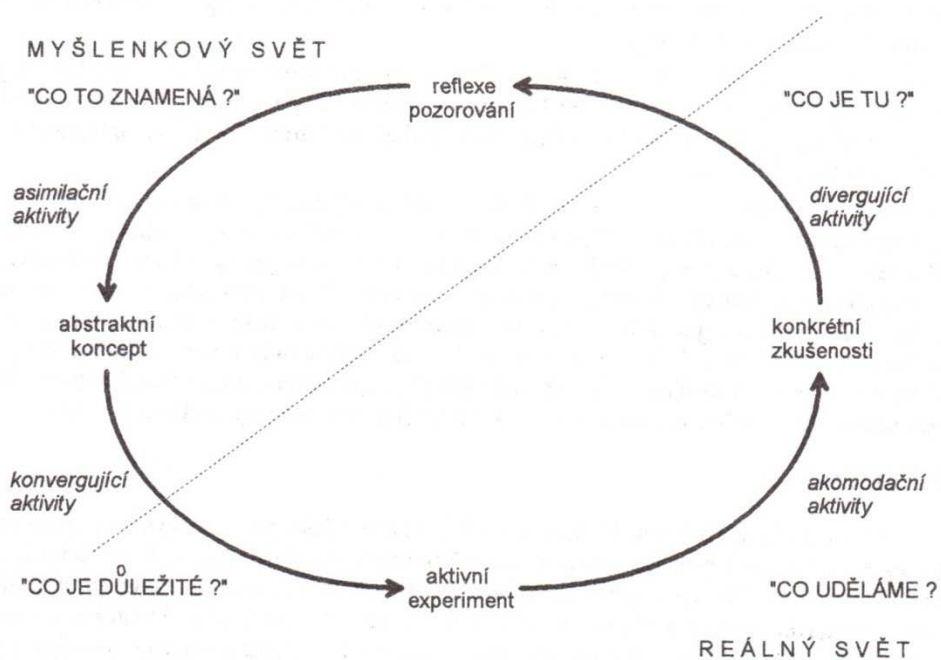 MYŠLENKOVÝ SVĚT
"CO TO ZNAMENÁ ?"
reflexe
pozorování
"CO JE TU ?"
asimilační
aktivity
divergující
aktivity
abstraktní
koncept
konkrétní
zkušenosti
konvergující
aktivity
akomodační
aktivity
"CO JE DŮLEŽITÉ ?"
aktivní
experiment
"CO UDĚLÁME ?
REÁLNÝ SVĚT